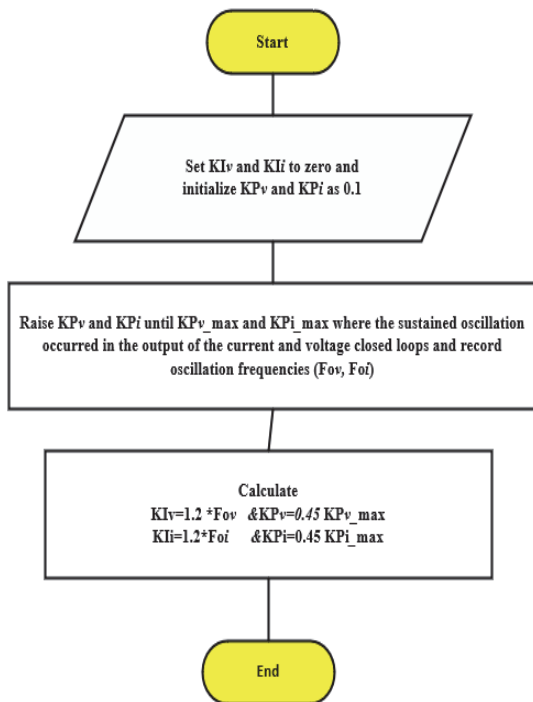 Start
Set KIv and KIi to zero and
initialize KPv and KPi as 0.1
Raise KPv and KPi until KPv_max and KPi_max where the sustained oscillation
occurred in the output of the current and voltage closed loops and record
oscillation frequencies (Fov, Foi)
Calculate
KIv=1.2 *Fov &KPv=0.45 KPv_max
KIi=1.2*Foi &KPi=0.45 KPi_max
End